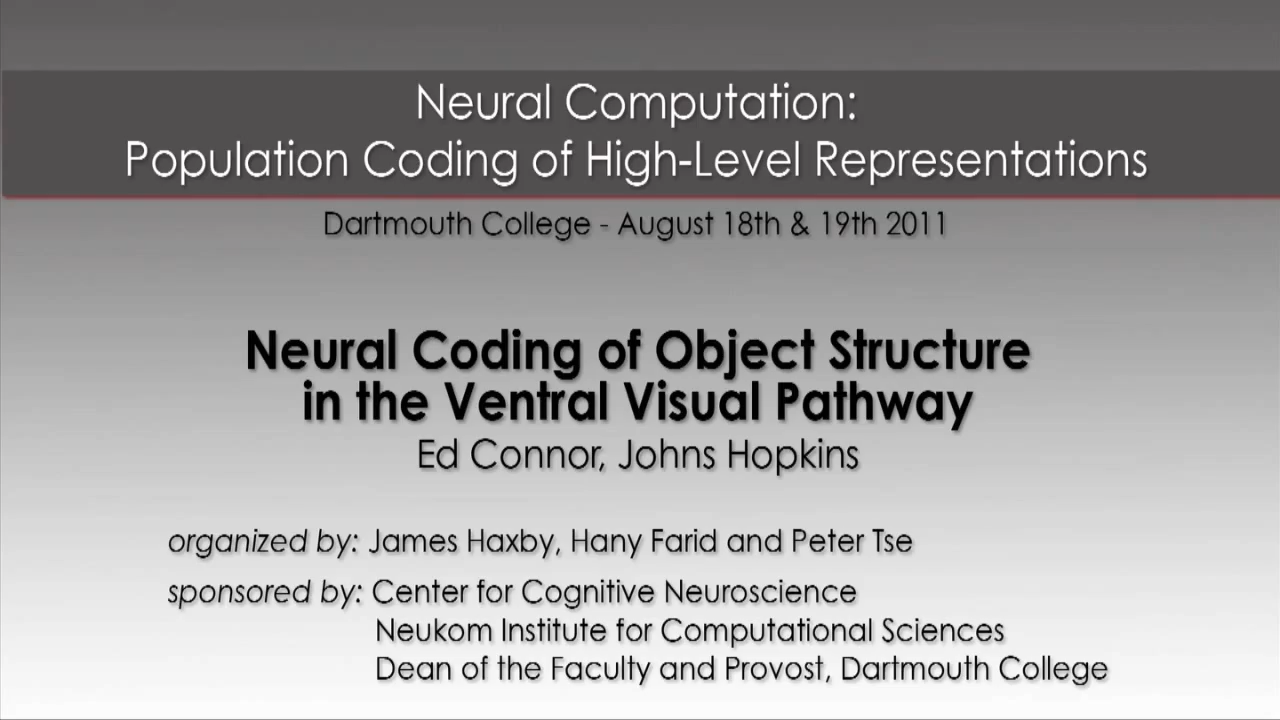 Neural Computation:
Population Coding of High-Level Representations
Dartmouth College - August 18th & 19th 2011
Neural Coding of Object Structure
in the Ventral Visual Pathway
Ed Connor, Johns Hopkins
organized by: James Haxby, Hany Farid and Peter Tse
sponsored by: Center for Cognitive Neuroscience
Neukom Institute for Computational Sciences
Dean of the Faculty and Provost, Dartmouth College